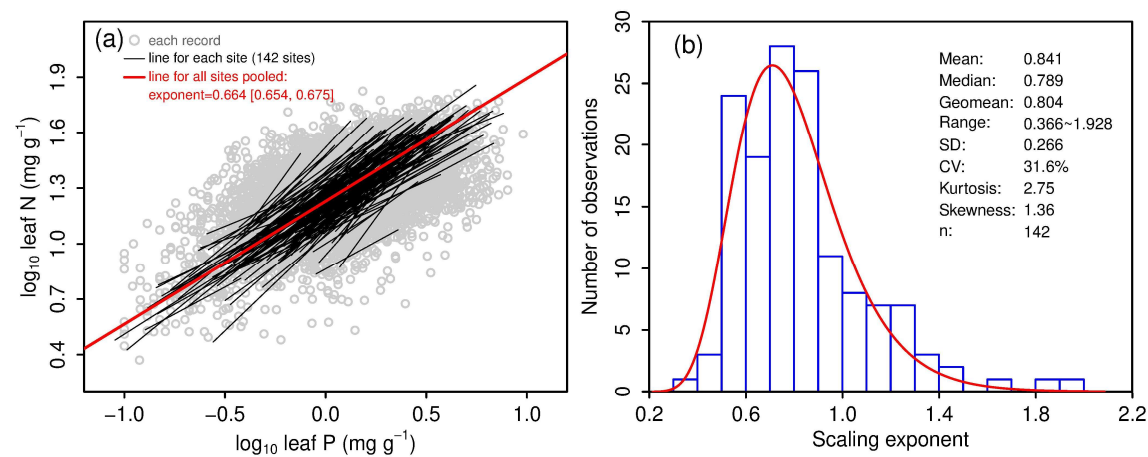 (a)
each record
line for each site (142 sites)
line for all sites pooled:
exponent=0.664 [0.654, 0.675]
log₁₀ leaf N (mg g⁻¹)
0.4 0.7 1.0 1.3 1.6 1.9
−1.0 −0.5 0.0 0.5 1.0
log₁₀ leaf P (mg g⁻¹)
(b)
Mean: 0.841
Median: 0.789
Geomean: 0.804
Range: 0.366~1.928
SD: 0.266
CV: 31.6%
Kurtosis: 2.75
Skewness: 1.36
n: 142
Number of observations
0 5 10 15 20 25 30
0.2 0.6 1.0 1.4 1.8 2.2
Scaling exponent